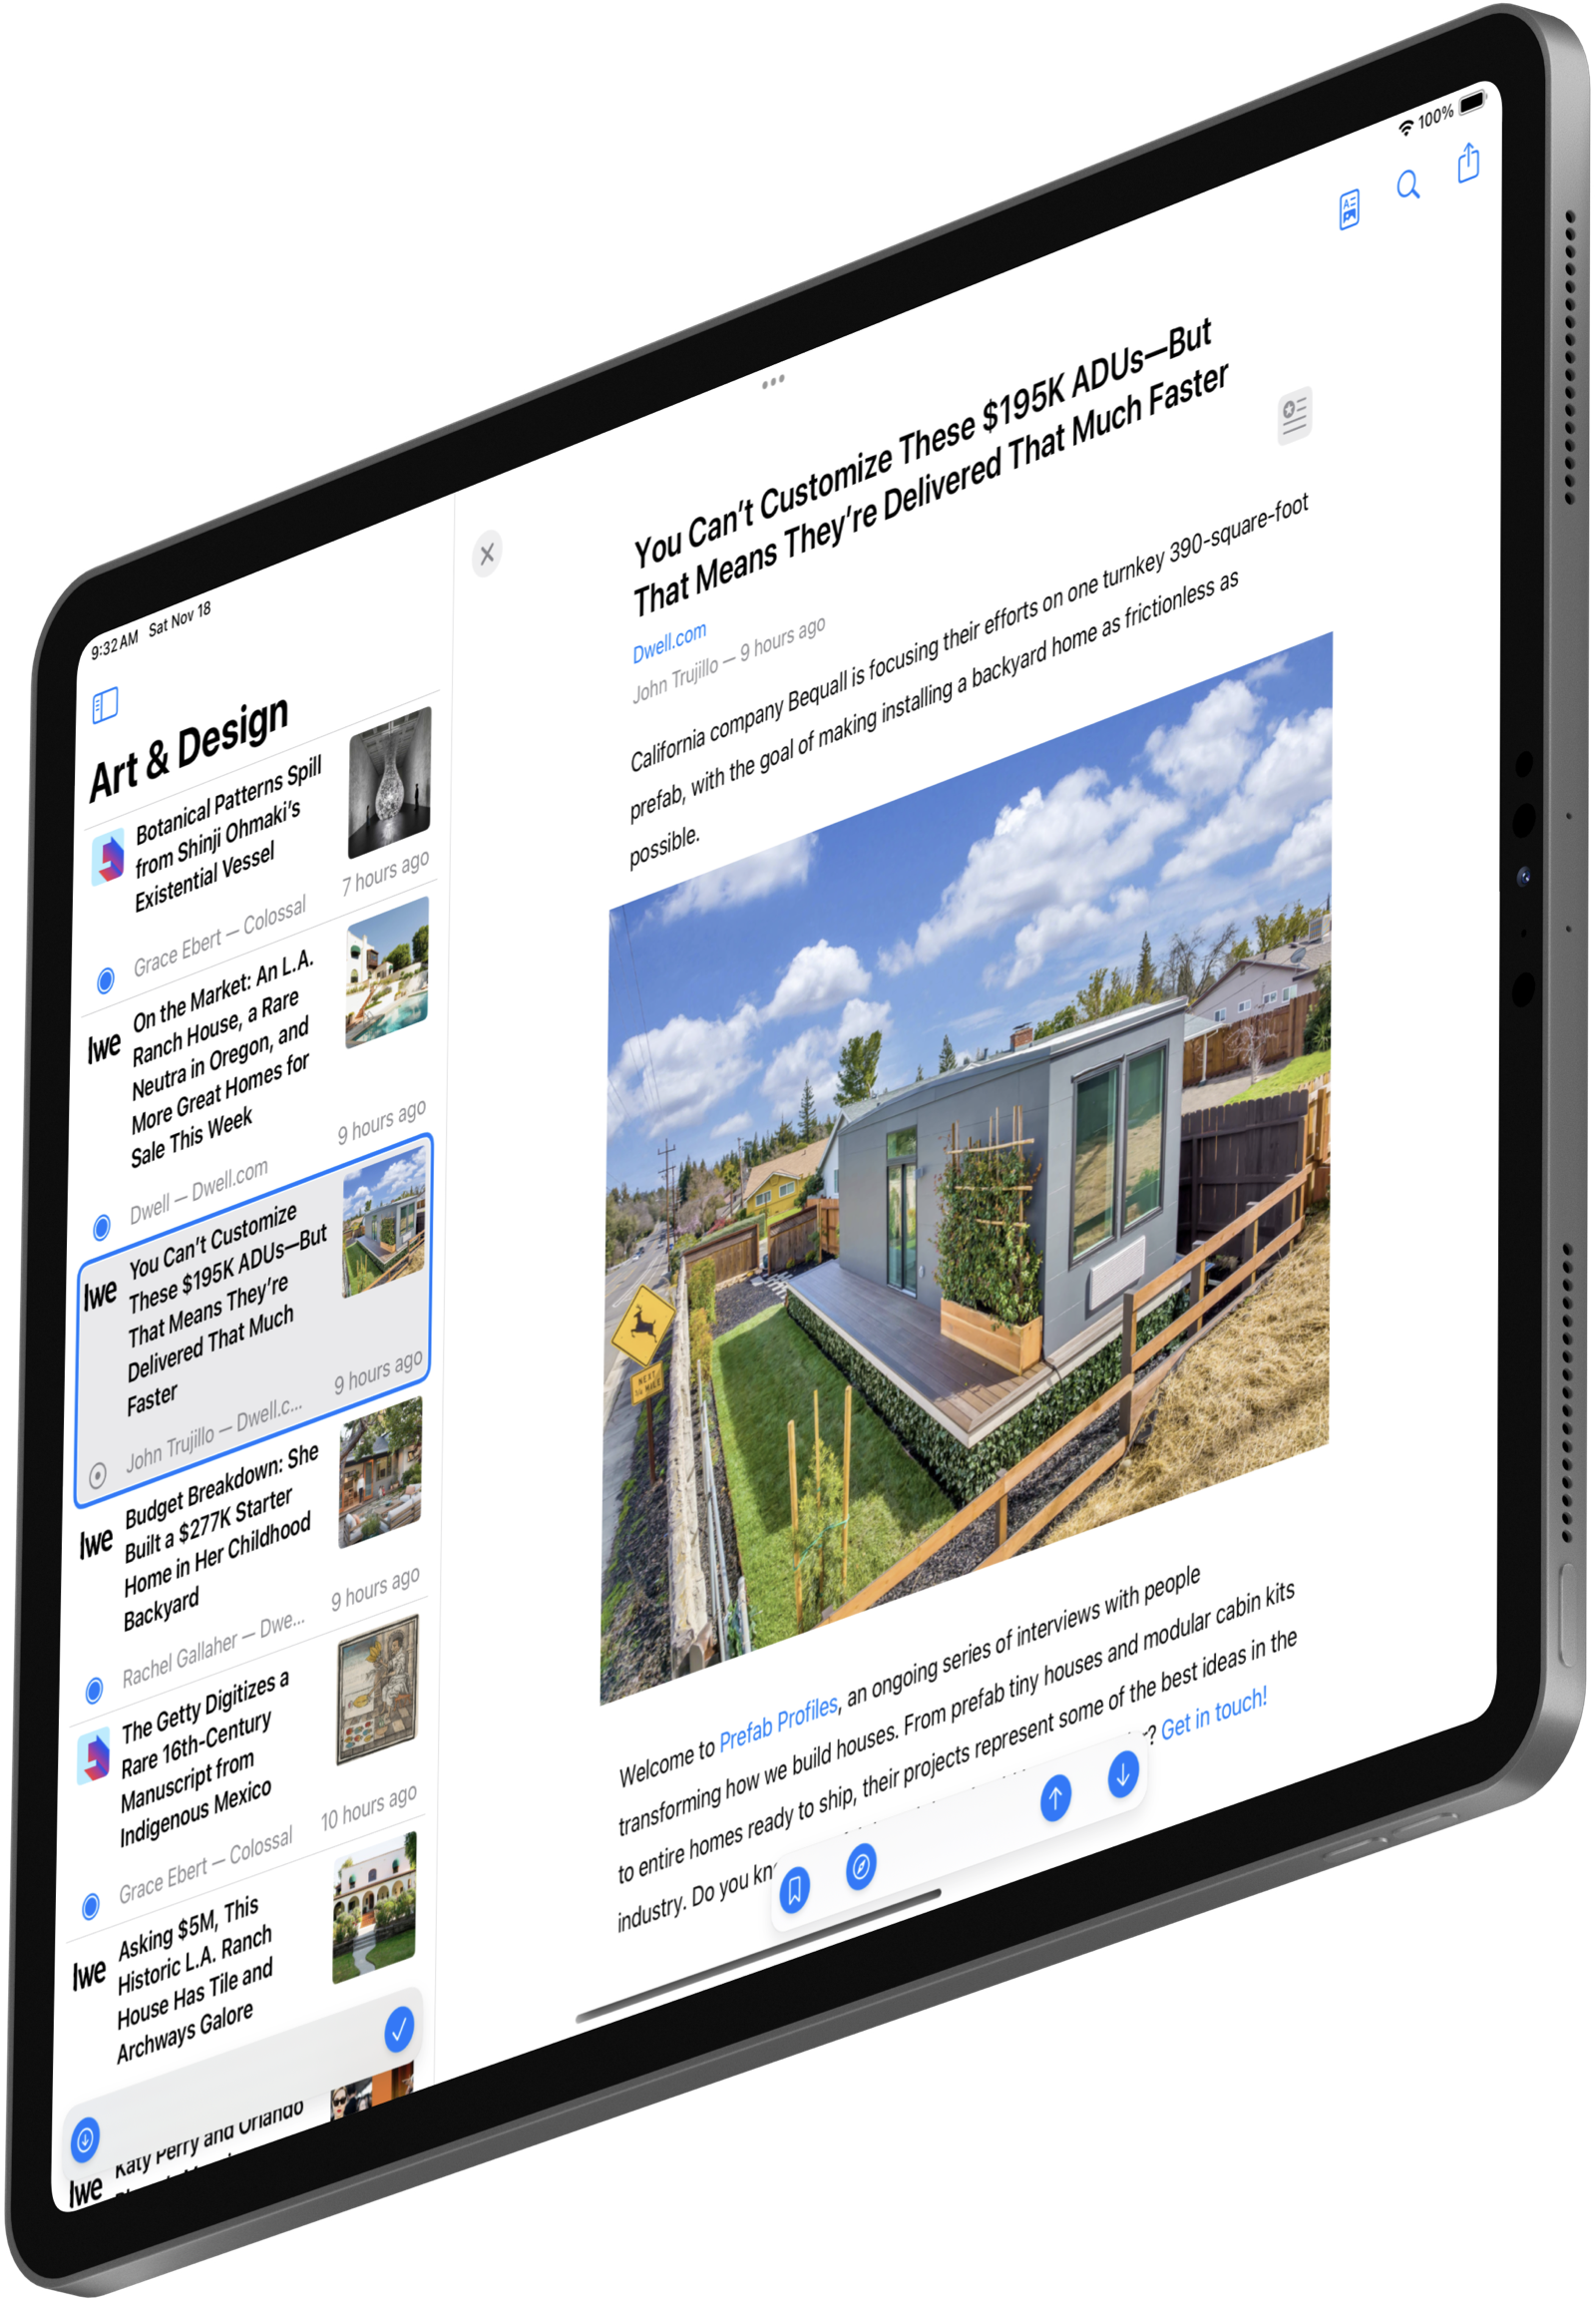 9:32 AM Sat Nov 18
100%
Art & Design
Botanical Patterns Spill
from Shinji Ohmaki's
Existential Vessel
7 hours ago
Grace Ebert — Colossal
lwe
On the Market: An L.A.
Ranch House, a Rare
Neutra in Oregon, and
More Great Homes for
Sale This Week
9 hours ago
Dwell — Dwell.com
lwe
You Can't Customize
These $195K ADUs—But
That Means They're
Delivered That Much
Faster
9 hours ago
John Trujillo — Dwell.c...
lwe
Budget Breakdown: She
Built a $277K Starter
Home in Her Childhood
Backyard
9 hours ago
Rachel Gallaher — Dwe...
The Getty Digitizes a
Rare 16th-Century
Manuscript from
Indigenous Mexico
10 hours ago
Grace Ebert — Colossal
lwe
Asking $5M, This
Historic L.A. Ranch
House Has Tile and
Archways Galore
lwe
Katy Perry and Orlando
You Can't Customize These $195K ADUs—But
That Means They're Delivered That Much Faster
Dwell.com
John Trujillo — 9 hours ago
California company Bequall is focusing their efforts on one turnkey 390-square-foot
prefab, with the goal of making installing a backyard home as frictionless as
possible.
NEXT
1/4 MILE
Welcome to Prefab Profiles, an ongoing series of interviews with people
transforming how we build houses. From prefab tiny houses and modular cabin kits
to entire homes ready to ship, their projects represent some of the best ideas in the
industry. Do you ? Get in touch!